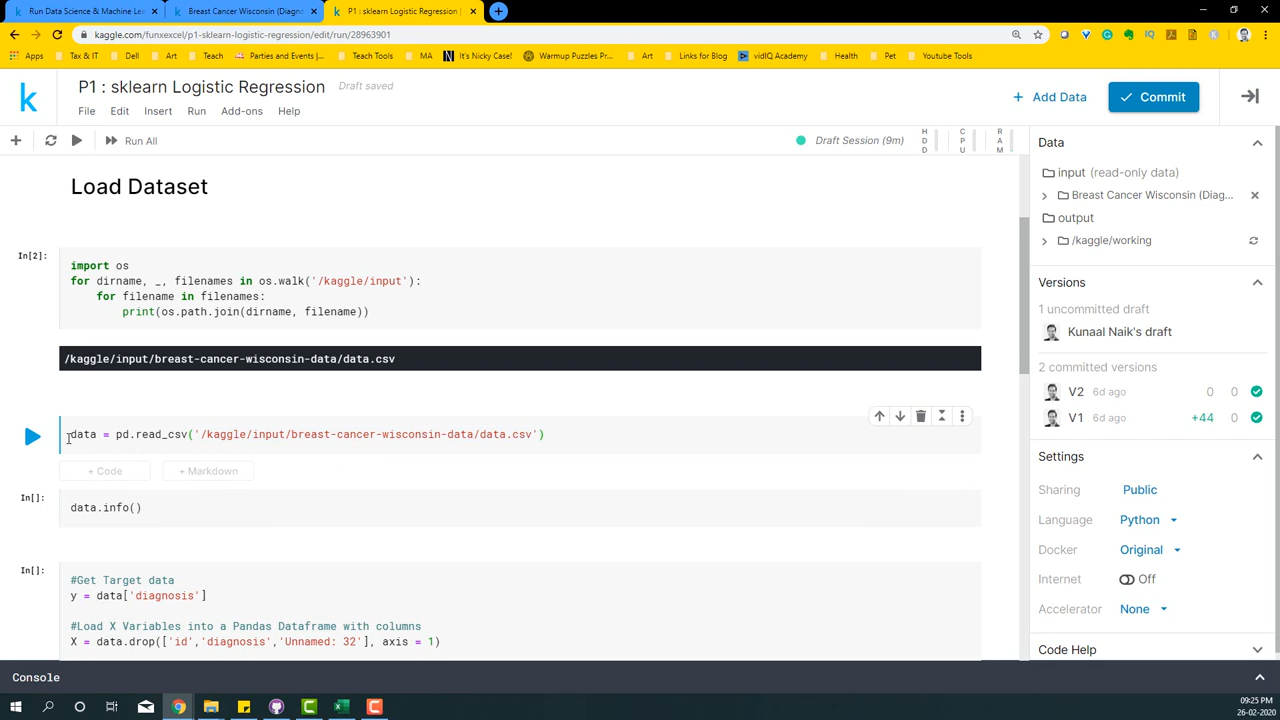 Run Data Science & Machine Le
Breast Cancer Wisconsin (Diagno
P1 : sklearn Logistic Regression |
kaggle.com/funxexcel/p1-sklearn-logistic-regression/edit/run/28963901
Apps
Tax & IT
Dell
Art
Teach
Parties and Events |...
Teach Tools
MA
It's Nicky Case!
Warmup Puzzles Pr...
Art
Links for Blog
vidIQ Academy
Health
Pet
Youtube Tools
k
P1 : sklearn Logistic Regression
Draft saved
File
Edit
Insert
Run
Add-ons
Help
+ Add Data
Commit
Run All
Draft Session (9m)
HDD
CPU
RAM
Load Dataset
In[2]:
import os
for dirname, _, filenames in os.walk('/kaggle/input'):
    for filename in filenames:
        print(os.path.join(dirname, filename))
/kaggle/input/breast-cancer-wisconsin-data/data.csv
data = pd.read_csv('/kaggle/input/breast-cancer-wisconsin-data/data.csv')
+ Code
+ Markdown
In[]:
data.info()
In[]:
#Get Target data
y = data['diagnosis']
#Load X Variables into a Pandas Dataframe with columns
X = data.drop(['id','diagnosis','Unnamed: 32'], axis = 1)
Data
input (read-only data)
Breast Cancer Wisconsin (Diag...
output
/kaggle/working
Versions
1 uncommitted draft
Kunaal Naik's draft
2 committed versions
V2 6d ago 0 0
V1 6d ago +44 0
Settings
Sharing Public
Language Python
Docker Original
Internet Off
Accelerator None
Code Help
Console
09:25 PM
26-02-2020